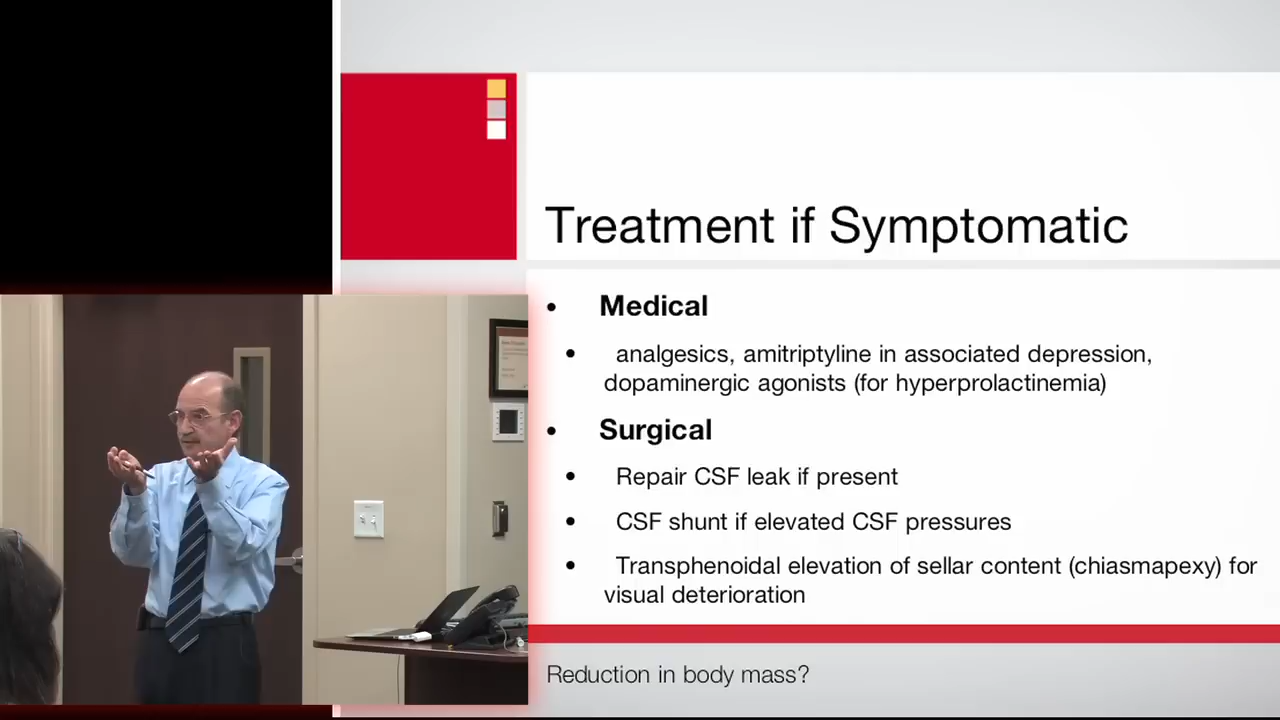 Treatment if Symptomatic
• Medical
• analgesics, amitriptyline in associated depression,
dopaminergic agonists (for hyperprolactinemia)
• Surgical
• Repair CSF leak if present
• CSF shunt if elevated CSF pressures
• Transphenoidal elevation of sellar content (chiasmapexy) for
visual deterioration
Reduction in body mass?